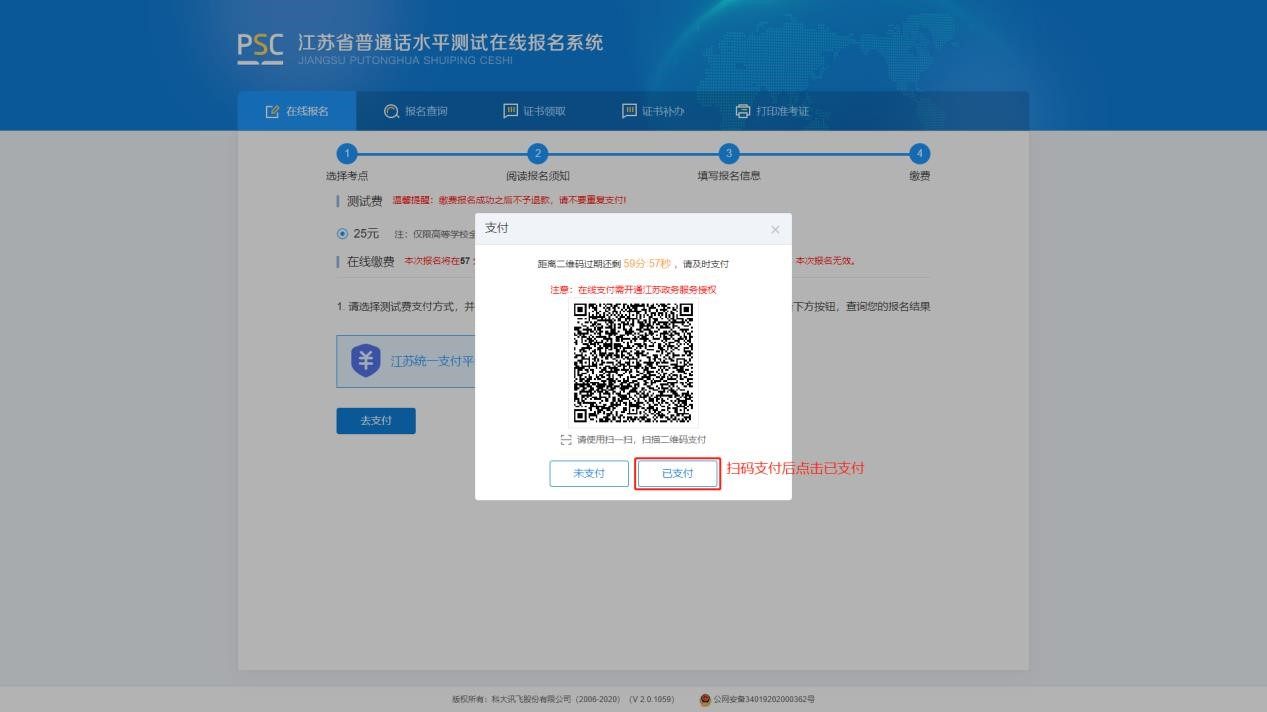 PSC 江苏省普通话水平测试在线报名系统
JIANGSU PUTONGHUA SHUIPING CESHI
在线报名 报名查询 证书领取 证书补办 打印准考证
1 2 3 4
选择考点 阅读报名须知 填写报名信息 缴费
测试费 温馨提醒：缴费报名成功之后不予退款，请不要重复支付!
支付
25元 注：仅限高等学校全
在线缴费 本次报名将在57 本次报名无效。
距离二维码过期还剩 59分:57秒 ，请及时支付
注意：在线支付需开通江苏政务服务授权
1. 请选择测试费支付方式，并 下方按钮，查询您的报名结果
江苏统一支付平
去支付
请使用扫一扫，扫描二维码支付
未支付 已支付 扫码支付后点击已支付
版权所有：科大讯飞股份有限公司（2006-2020）（V 2.0.1059） 公网安备34019202000362号